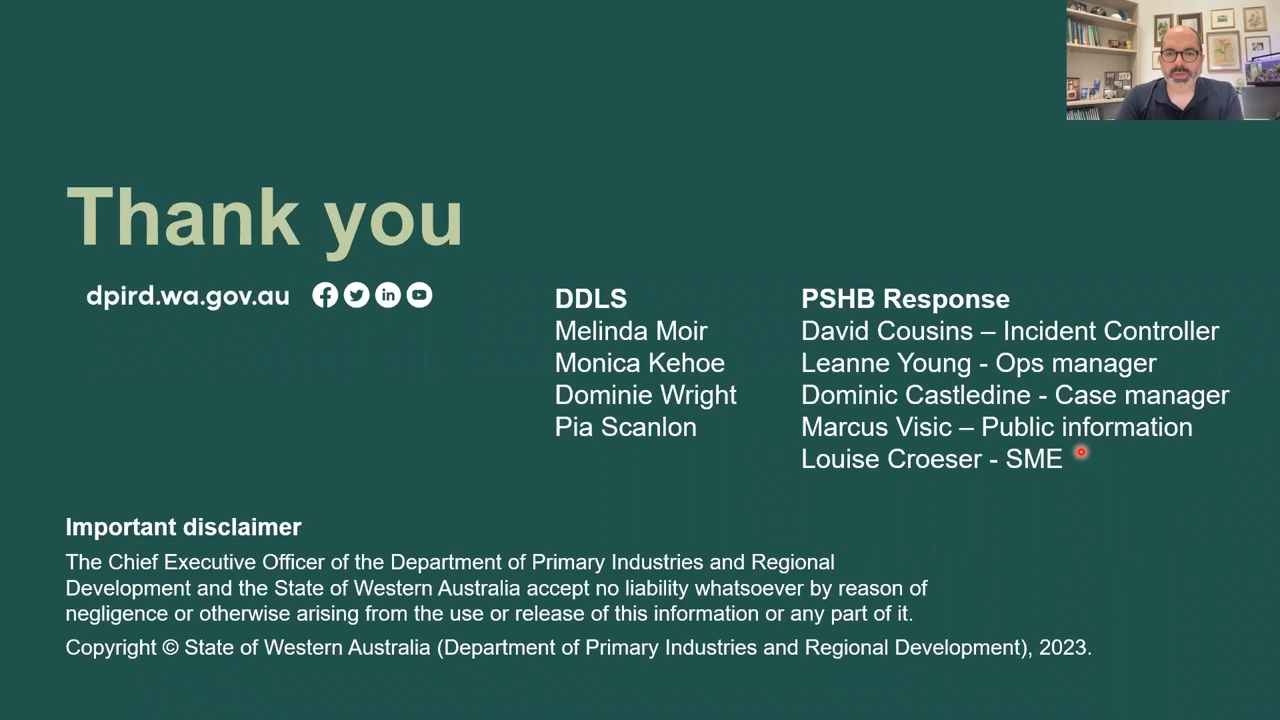 Thank you
dpird.wa.gov.au
DDLS
Melinda Moir
Monica Kehoe
Dominie Wright
Pia Scanlon
PSHB Response
David Cousins – Incident Controller
Leanne Young - Ops manager
Dominic Castledine - Case manager
Marcus Visic – Public information
Louise Croeser - SME
Important disclaimer
The Chief Executive Officer of the Department of Primary Industries and Regional
Development and the State of Western Australia accept no liability whatsoever by reason of
negligence or otherwise arising from the use or release of this information or any part of it.
Copyright © State of Western Australia (Department of Primary Industries and Regional Development), 2023.